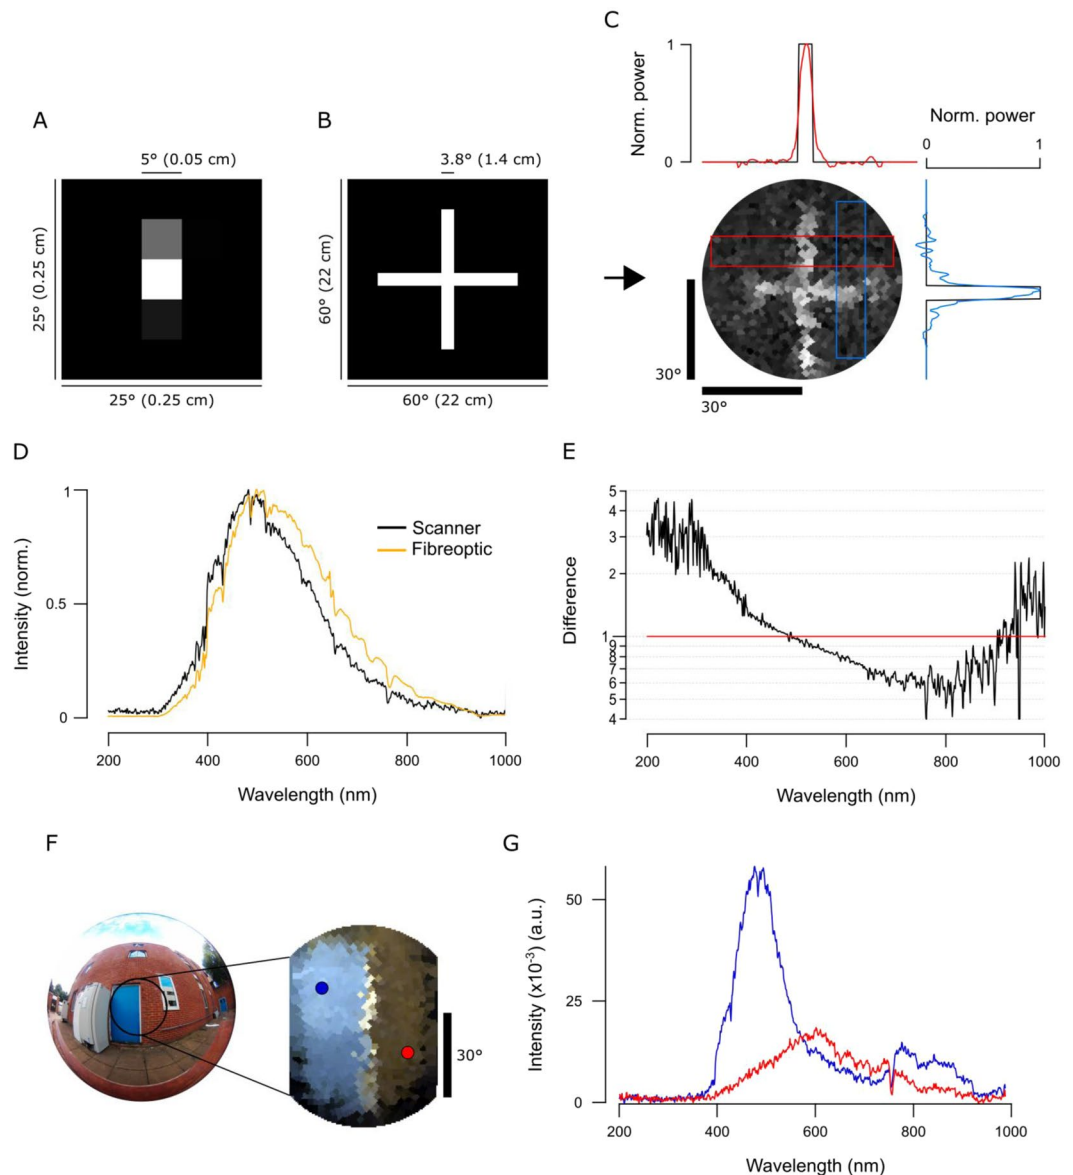 A
5° (0.05 cm)
25° (0.25 cm)
25° (0.25 cm)
B
3.8° (1.4 cm)
60° (22 cm)
60° (22 cm)
C
Norm. power
1
0
Norm. power
0
1
30°
30°
D
Intensity (norm.)
1
0.5
0
Scanner
Fibreoptic
200
400
600
800
1000
Wavelength (nm)
E
Difference
5
4
3
2
1
9
8
7
6
5
4
200
400
600
800
1000
Wavelength (nm)
F
30°
G
Intensity (x10⁻³) (a.u.)
50
25
0
200
400
600
800
1000
Wavelength (nm)